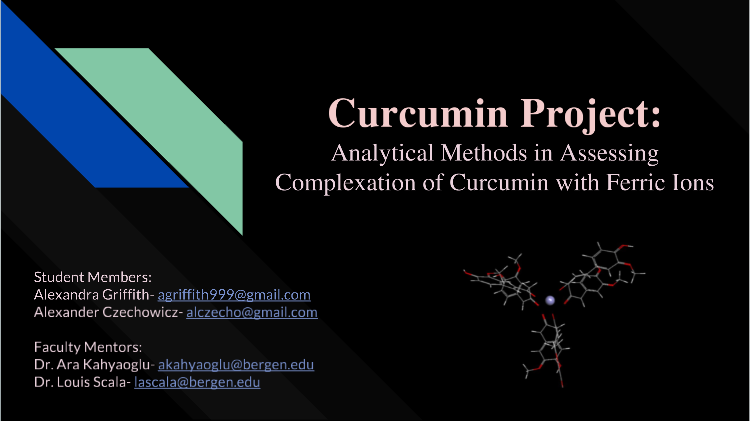 Curcumin Project:
Analytical Methods in Assessing
Complexation of Curcumin with Ferric Ions
Student Members:
Alexandra Griffith- agriffith999@gmail.com
Alexander Czechowicz- alczecho@gmail.com
Faculty Mentors:
Dr. Ara Kahyaoglu- akahyaoglu@bergen.edu
Dr. Louis Scala- lascala@bergen.edu